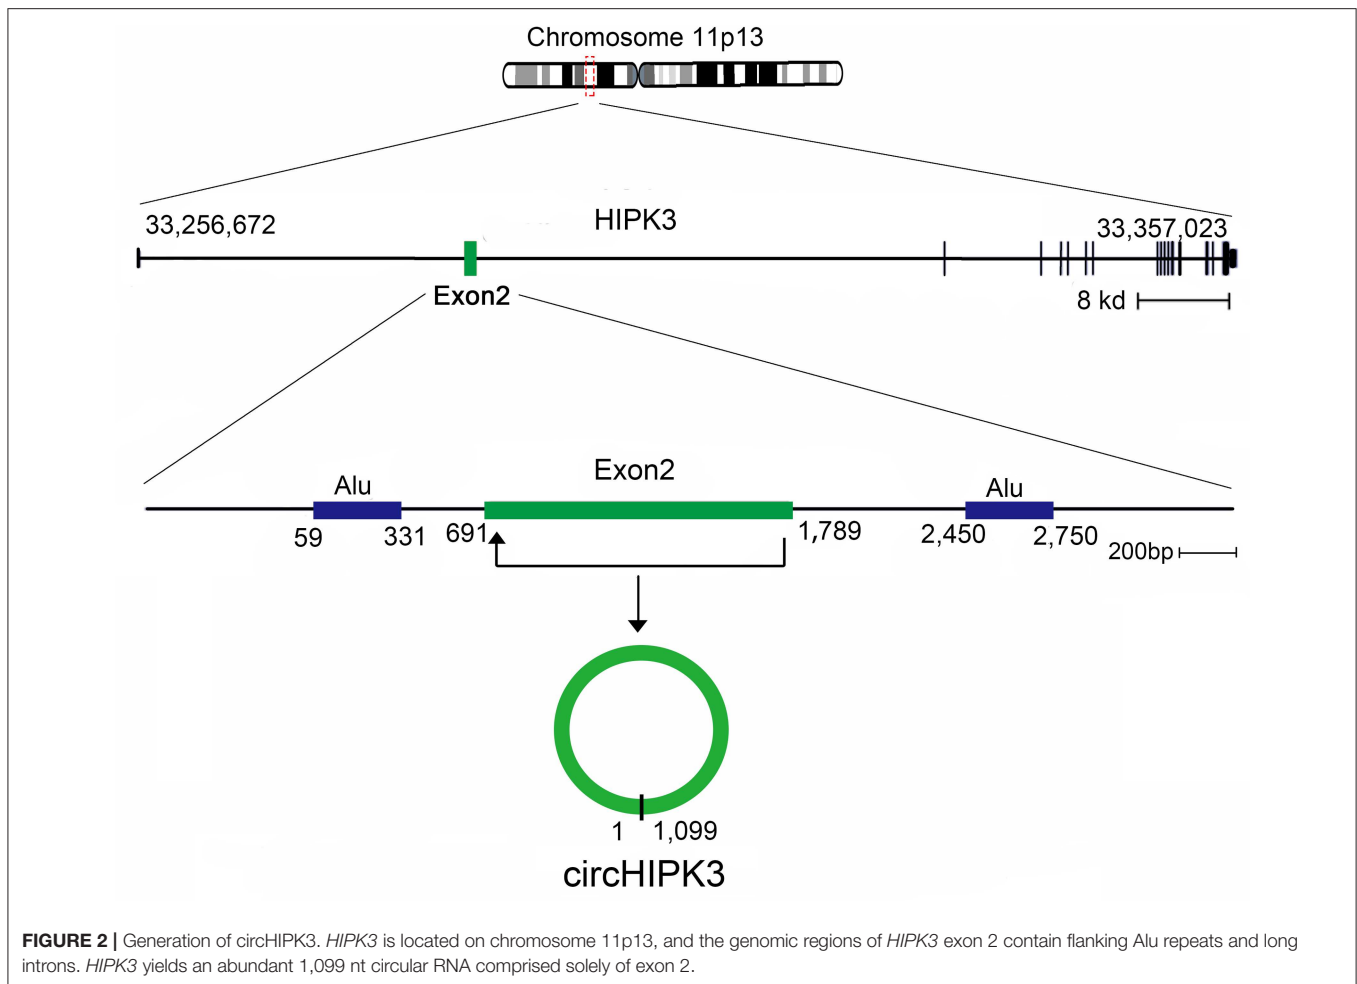 Chromosome 11p13
33,256,672
HIPK3
33,357,023
Exon2
8 kd
Exon2
Alu
Alu
59
331
691
1,789
2,450
2,750
200bp
1
1,099
circHIPK3
FIGURE 2 | Generation of circHIPK3. HIPK3 is located on chromosome 11p13, and the genomic regions of HIPK3 exon 2 contain flanking Alu repeats and long
introns. HIPK3 yields an abundant 1,099 nt circular RNA comprised solely of exon 2.